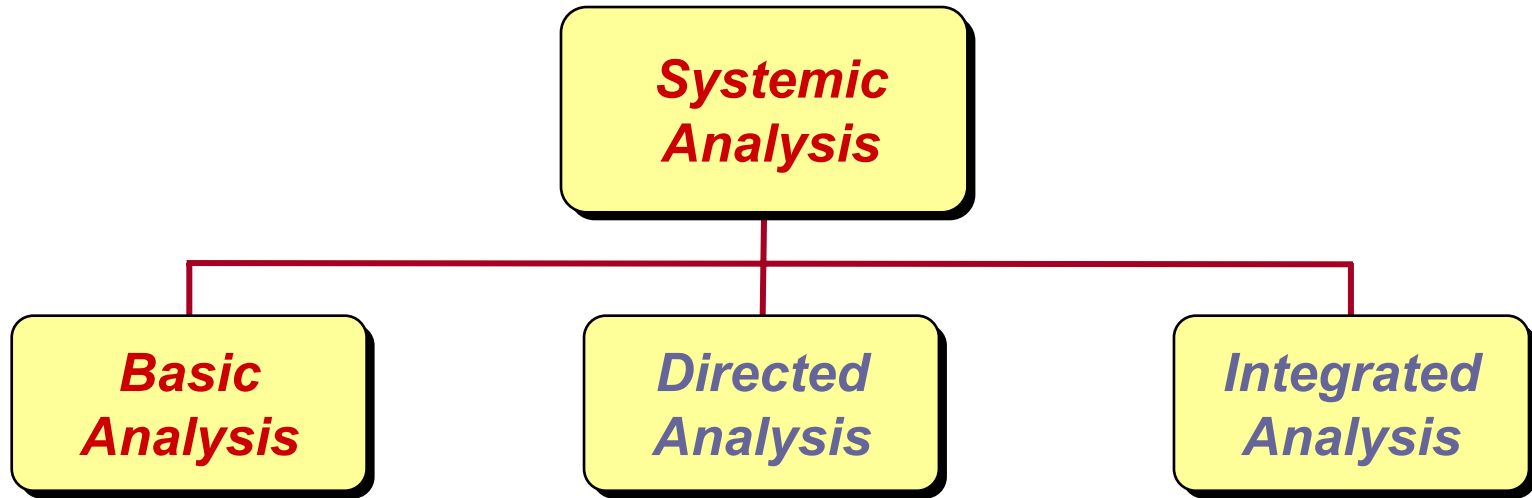 Systemic
Analysis
Basic
Analysis
Directed
Analysis
Integrated
Analysis